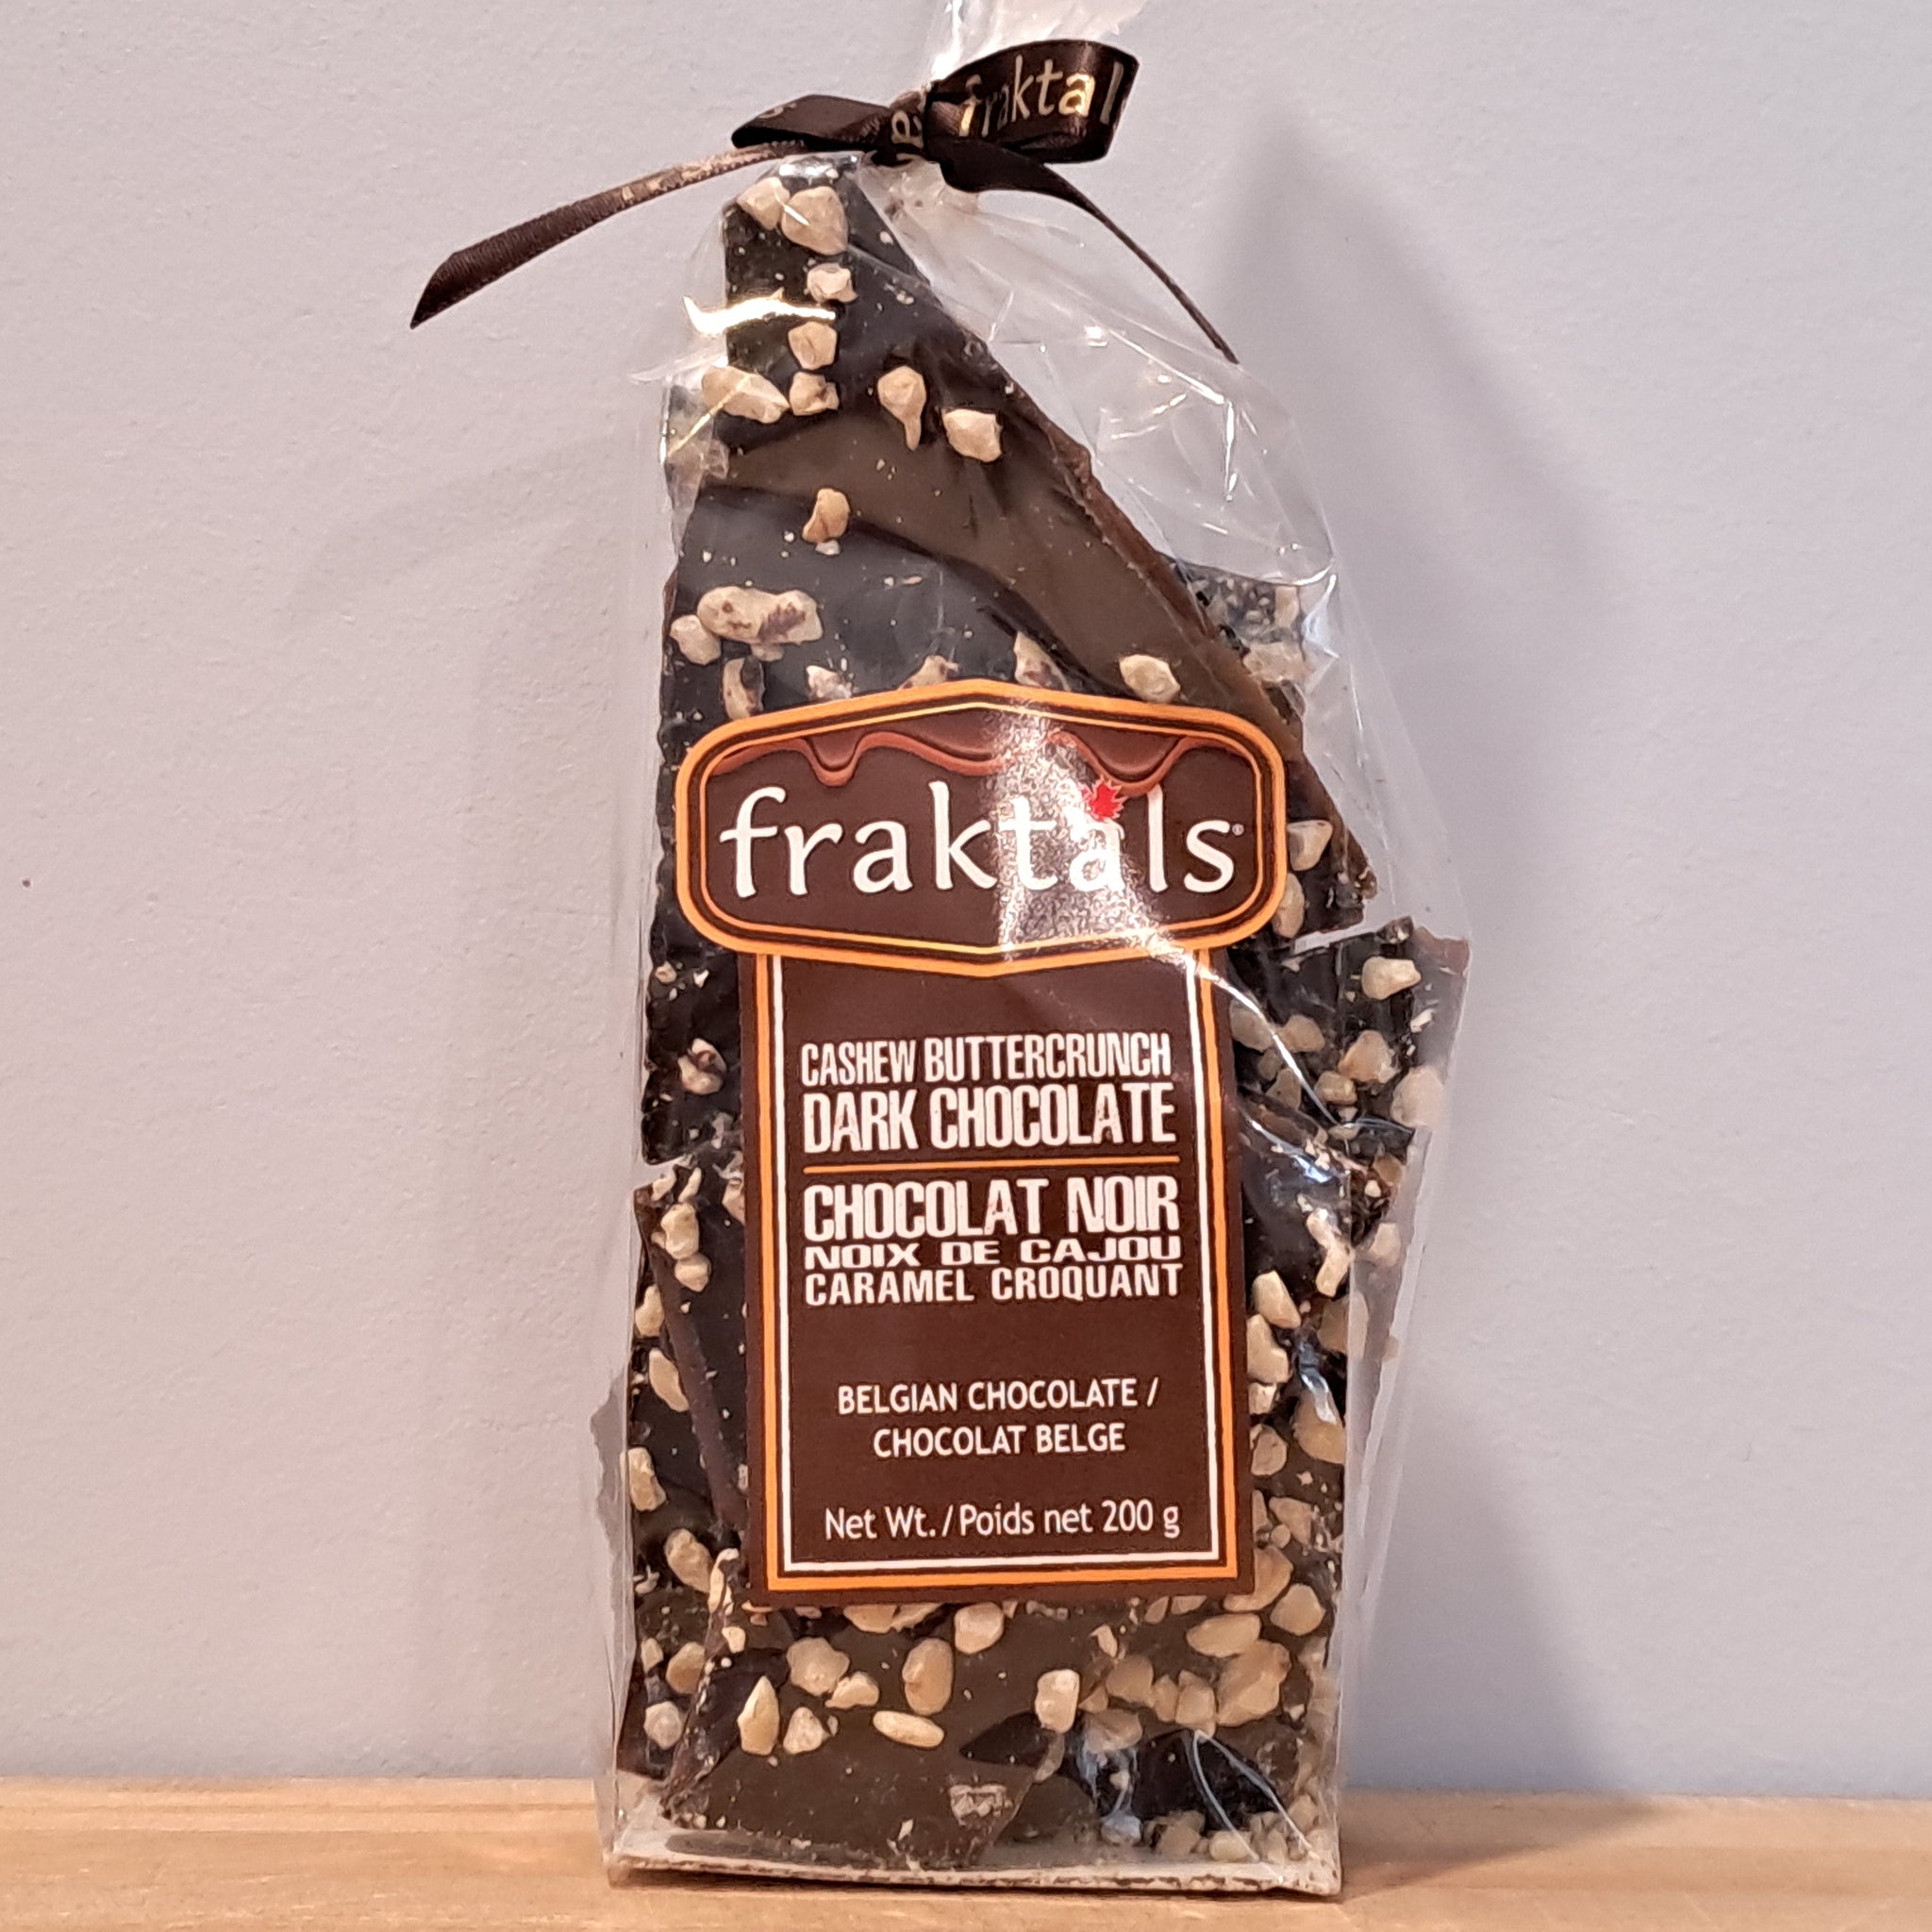 fraktals
fraktals®
CASHEW BUTTERCRUNCH
DARK CHOCOLATE
CHOCOLAT NOIR
NOIX DE CAJOU
CARAMEL CROQUANT
BELGIAN CHOCOLATE /
CHOCOLAT BELGE
Net Wt. / Poids net 200 g